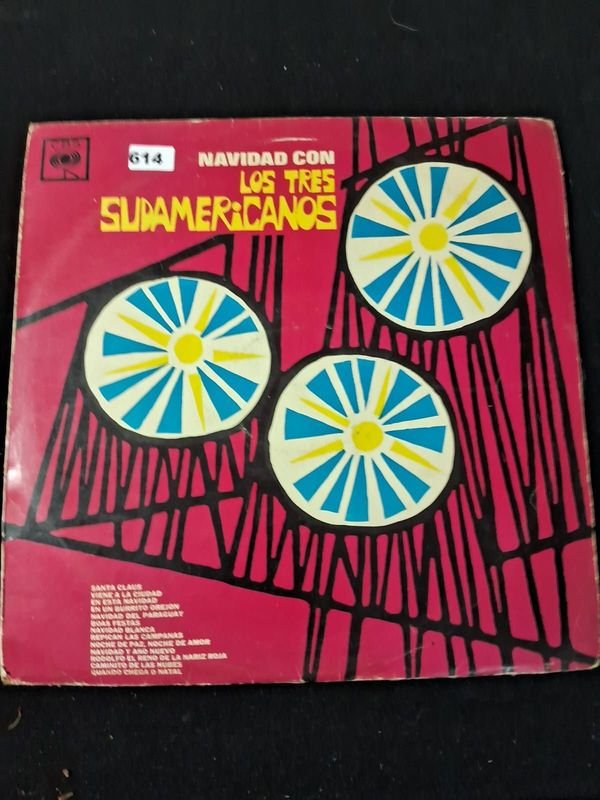 CBS
614
NAVIDAD CON
LOS TRES
SUDAMERiCANOS
SANTA CLAUS
VIENE A LA CIUDAD
EN ESTA NAVIDAD
EN UN BURRITO OREJON
NAVIDAD DEL PARAGUAY
BOAS FESTAS
NAVIDAD BLANCA
REPICAN LAS CAMPANAS
NOCHE DE PAZ, NOCHE DE AMOR
NAVIDAD Y AÑO NUEVO
RODOLFO EL RENO DE LA NARIZ ROJA
CAMINITO DE LAS NUBES
QUANDO CHEGA O NATAL